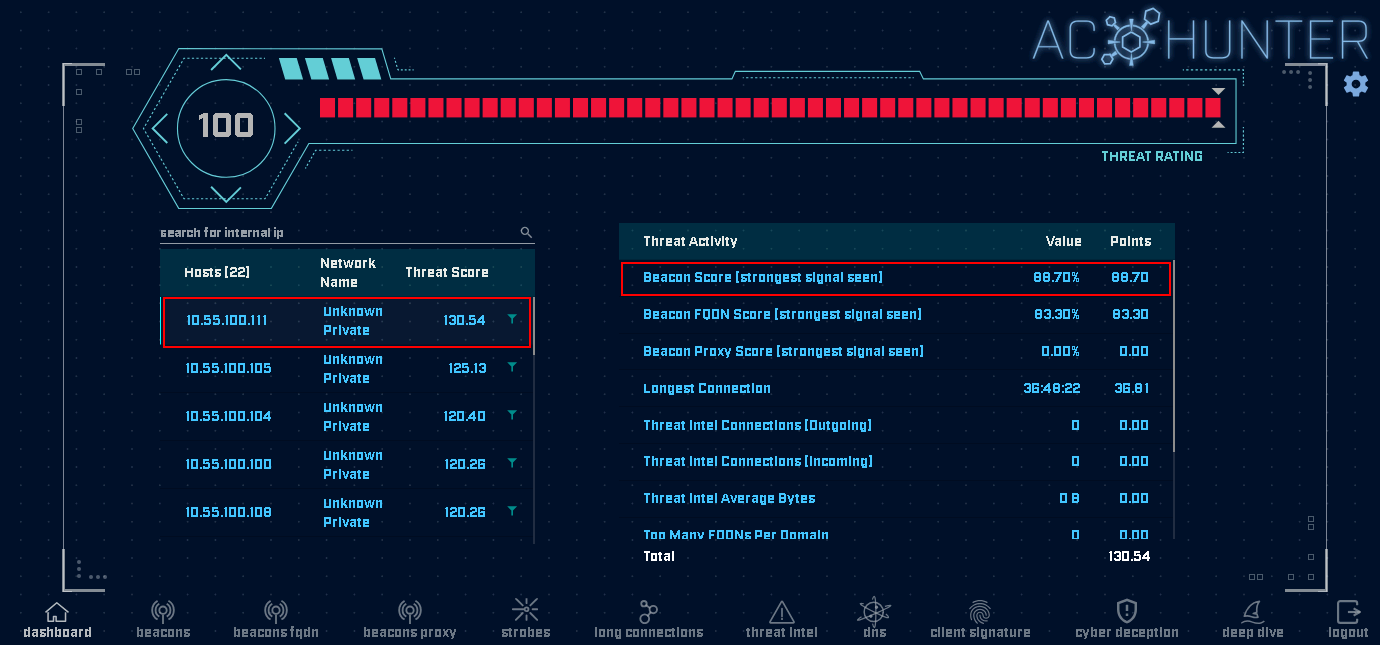 AC HUNTER
100
THREAT RATING
search for internal ip
Hosts [22] Network Name Threat Score
10.55.100.111 Unknown Private 130.54
10.55.100.105 Unknown Private 125.13
10.55.100.104 Unknown Private 120.40
10.55.100.100 Unknown Private 120.26
10.55.100.108 Unknown Private 120.26
Threat Activity Value Points
Beacon Score [strongest signal seen] 88.70% 88.70
Beacon FQDN Score [strongest signal seen] 83.30% 83.30
Beacon Proxy Score [strongest signal seen] 0.00% 0.00
Longest Connection 36:48:22 36.81
Threat Intel Connections [Outgoing] 0 0.00
Threat Intel Connections [Incoming] 0 0.00
Threat Intel Average Bytes 0 B 0.00
Too Many FQDNs Per Domain 0 0.00
Total 130.54
dashboard beacons beacons fqdn beacons proxy strobes long connections threat intel dns client signature cyber deception deep dive logout